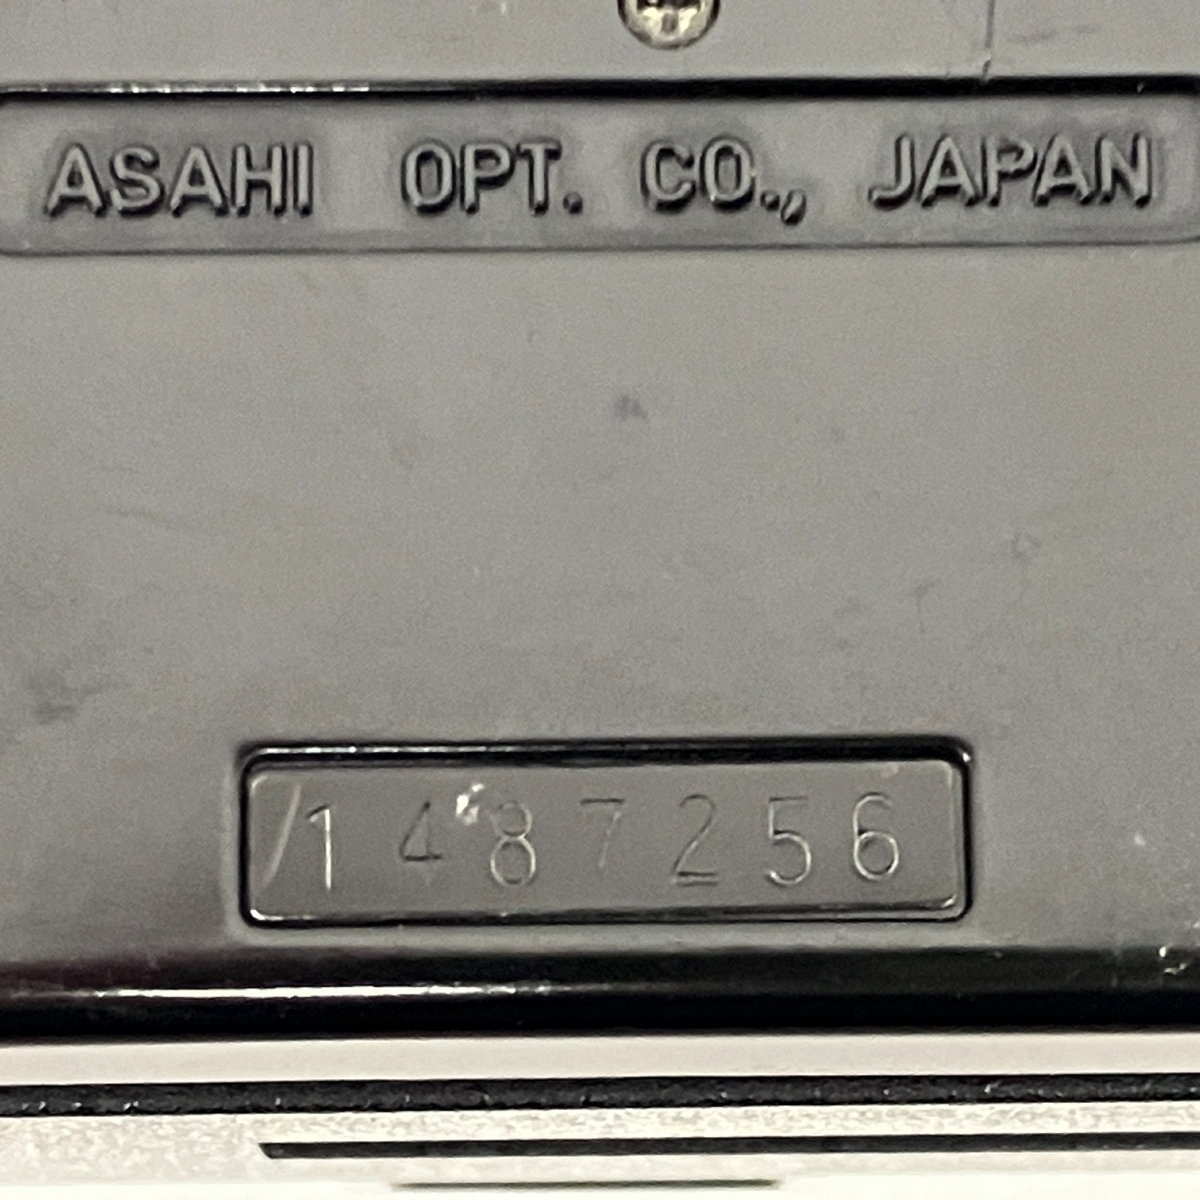 ASAHI OPT. CO., JAPAN
1487256